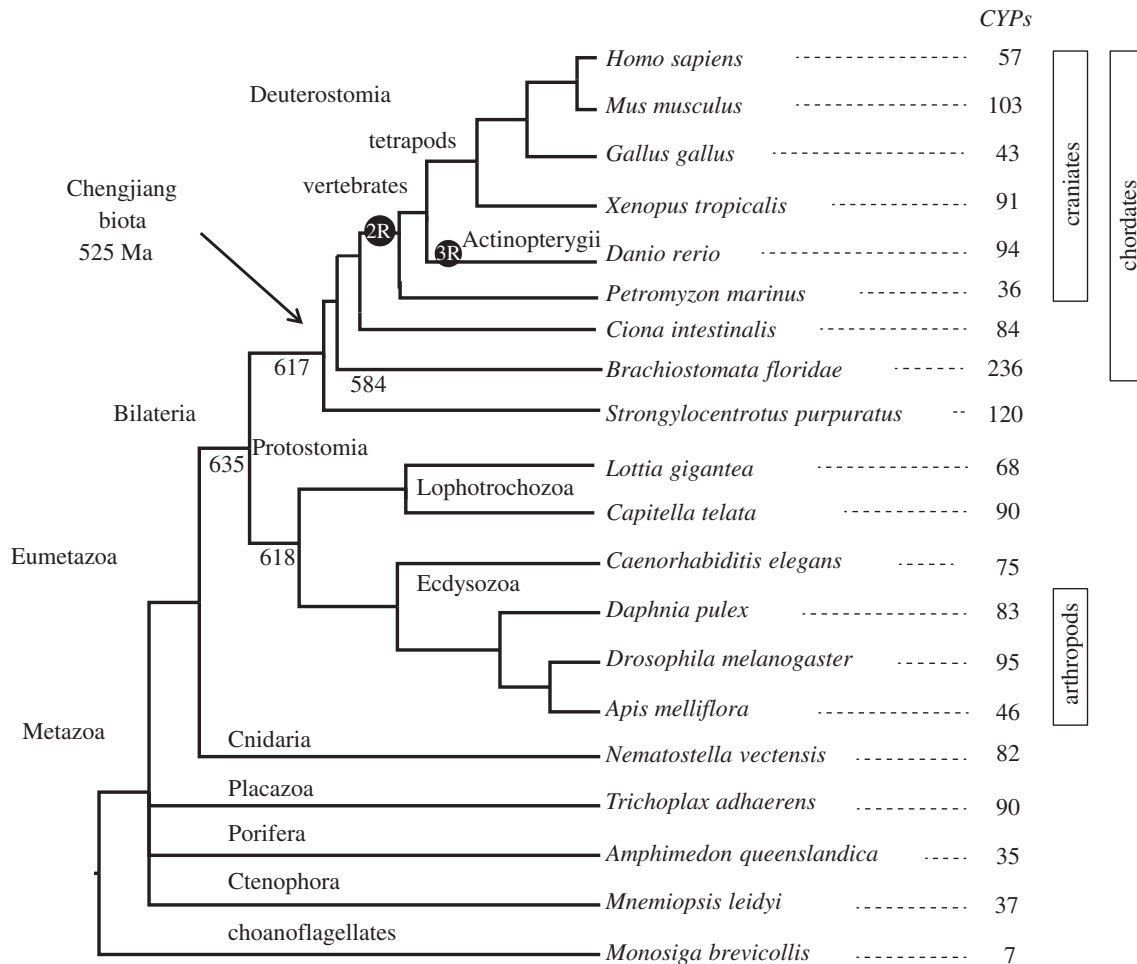 CYPs
Homo sapiens 57
Deuterostomia
Mus musculus 103
tetrapods
Gallus gallus 43
vertebrates
Chengjiang
biota
525 Ma
Xenopus tropicalis 91
2R
3R
Actinopterygii
Danio rerio 94
Petromyzon marinus 36
Ciona intestinalis 84
617
584
Brachiostomata floridae 236
Bilateria
Strongylocentrotus purpuratus 120
Protostomia
635
Lottia gigantea 68
Lophotrochozoa
Capitella telata 90
618
Eumetazoa
Caenorhabiditis elegans 75
Ecdysozoa
Daphnia pulex 83
Drosophila melanogaster 95
Apis melliflora 46
Metazoa
Cnidaria
Nematostella vectensis 82
Placazoa
Trichoplax adhaerens 90
Porifera
Amphimedon queenslandica 35
Ctenophora
Mnemiopsis leidyi 37
choanoflagellates
Monosiga brevicollis 7
craniates
chordates
arthropods